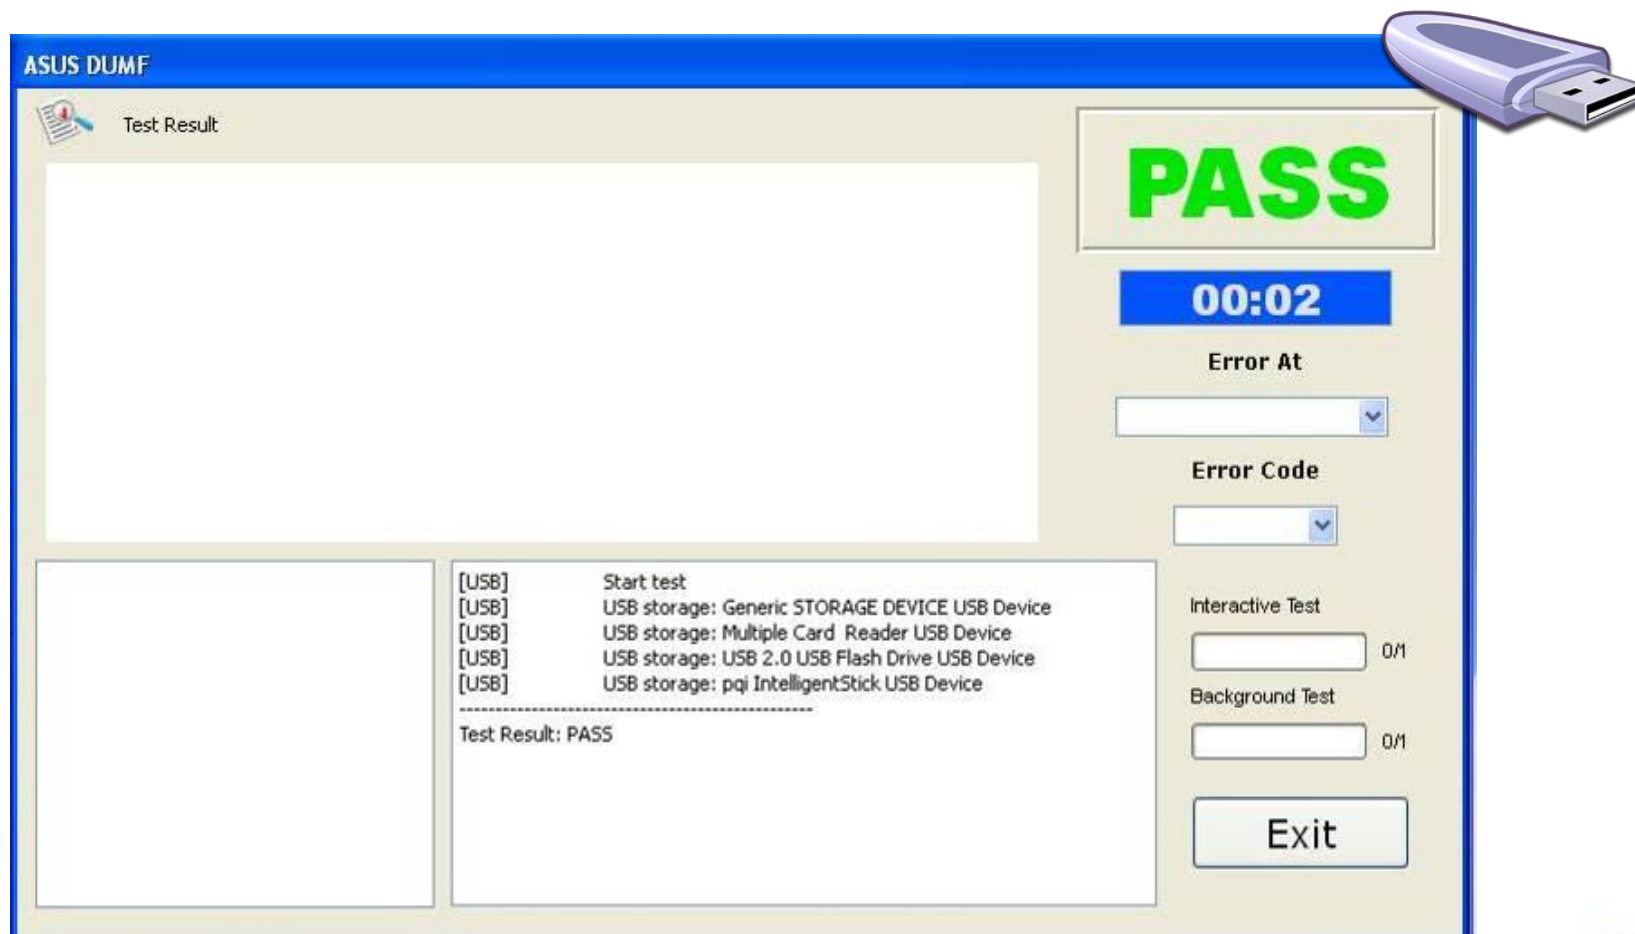 ASUS DUMF
Test Result
PASS
00:02
Error At
Error Code
[USB] Start test
[USB] USB storage: Generic STORAGE DEVICE USB Device
[USB] USB storage: Multiple Card  Reader USB Device
[USB] USB storage: USB 2.0 USB Flash Drive USB Device
[USB] USB storage: pqi IntelligentStick USB Device
------------------------------------------------
Test Result: PASS
Interactive Test
0/1
Background Test
0/1
Exit